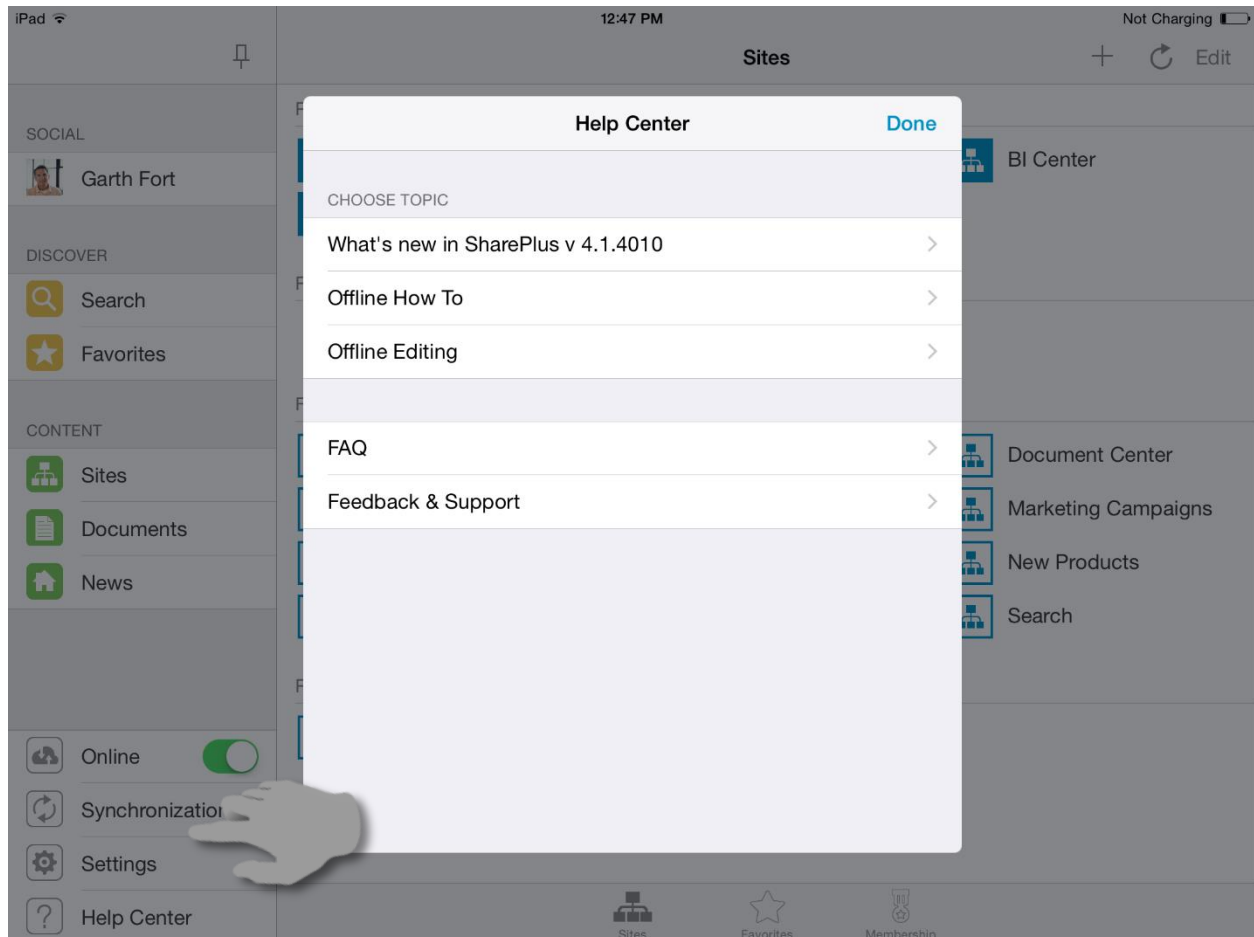 iPad 12:47 PM Not Charging
Sites Edit
SOCIAL
Garth Fort
DISCOVER
Search
Favorites
CONTENT
Sites
Documents
News
Online
Synchronization
Settings
Help Center
Help Center Done
CHOOSE TOPIC
What's new in SharePlus v 4.1.4010
Offline How To
Offline Editing
FAQ
Feedback & Support
BI Center
Document Center
Marketing Campaigns
New Products
Search
Sites Favorites Membership